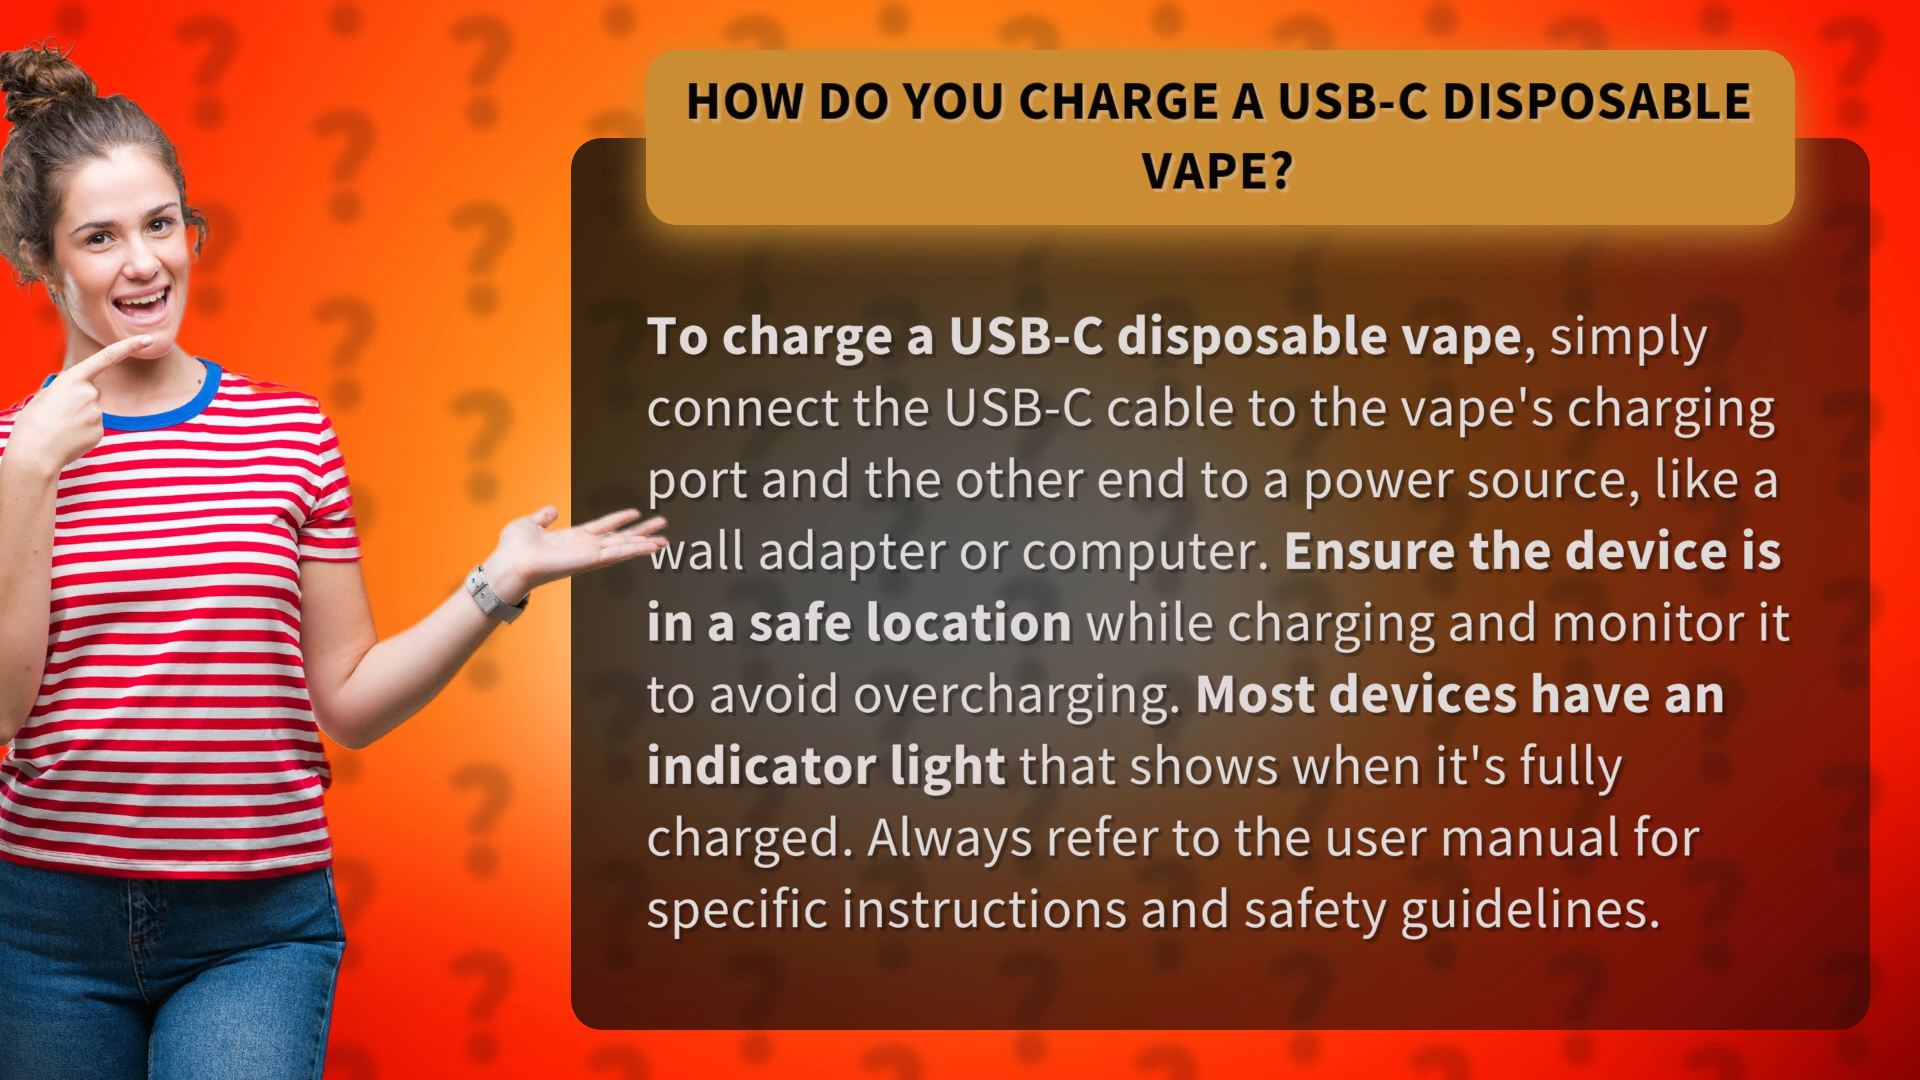 HOW DO YOU CHARGE A USB-C DISPOSABLE
VAPE?
To charge a USB-C disposable vape, simply
connect the USB-C cable to the vape's charging
port and the other end to a power source, like a
wall adapter or computer. Ensure the device is
in a safe location while charging and monitor it
to avoid overcharging. Most devices have an
indicator light that shows when it's fully
charged. Always refer to the user manual for
specific instructions and safety guidelines.